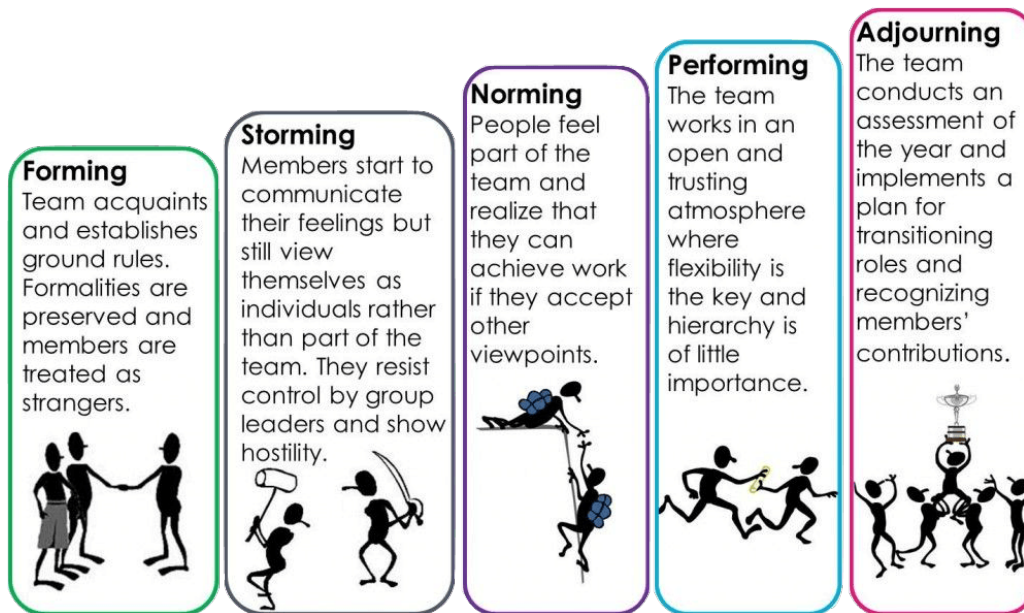 Forming
Team acquaints
and establishes
ground rules.
Formalities are
preserved and
members are
treated as
strangers.
Storming
Members start to
communicate
their feelings but
still view
themselves as
individuals rather
than part of the
team. They resist
control by group
leaders and show
hostility.
Norming
People feel
part of the
team and
realize that
they can
achieve work
if they accept
other
viewpoints.
Performing
The team
works in an
open and
trusting
atmosphere
where
flexibility is
the key and
hierarchy is
of little
importance.
Adjourning
The team
conducts an
assessment of
the year and
implements a
plan for
transitioning
roles and
recognizing
members'
contributions.